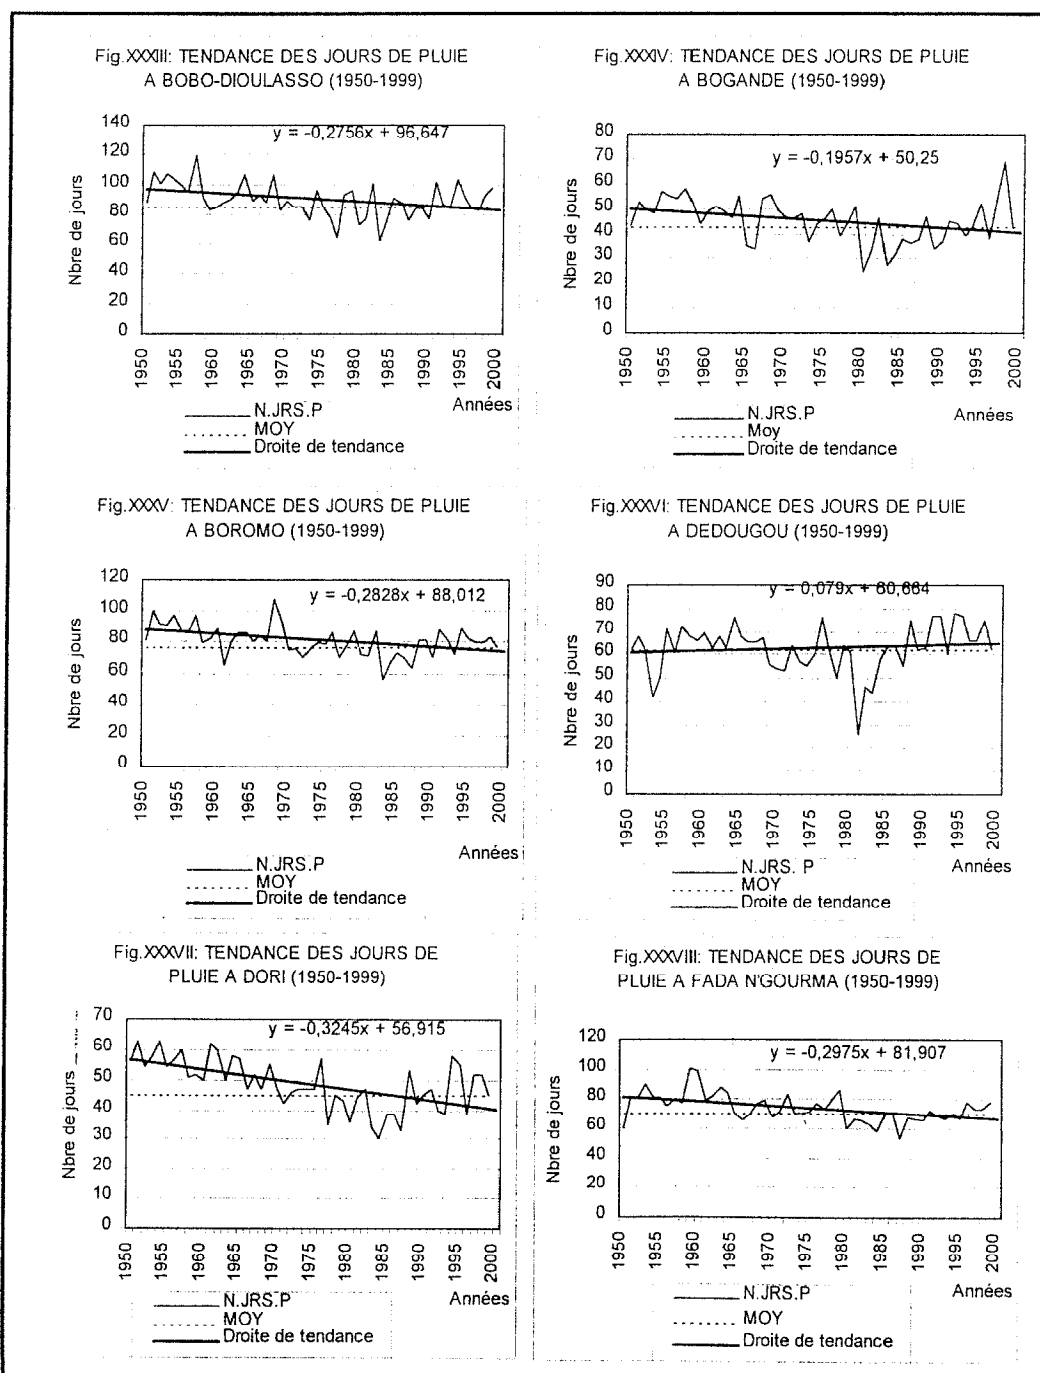 Fig.XXXIII: TENDANCE DES JOURS DE PLUIE
A BOBO-DIOULASSO (1950-1999)
y = -0,2756x + 96,647
Nbre de jours
140
120
100
80
60
40
20
0
1950
1955
1960
1965
1970
1975
1980
1985
1990
1995
2000
Années
N.JRS.P
MOY
Droite de tendance
Fig.XXXIV: TENDANCE DES JOURS DE PLUIE
A BOGANDE (1950-1999)
y = -0,1957x + 50,25
Nbre de jours
80
70
60
50
40
30
20
10
0
1950
1955
1960
1965
1970
1975
1980
1985
1990
1995
2000
Années
N.JRS.P
Moy
Droite de tendance
Fig.XXXV: TENDANCE DES JOURS DE PLUIE
A BOROMO (1950-1999)
y = -0,2828x + 88,012
Nbre de jours
120
100
80
60
40
20
0
1950
1955
1960
1965
1970
1975
1980
1985
1990
1995
2000
Années
N.JRS.P
MOY
Droite de tendance
Fig.XXXVI: TENDANCE DES JOURS DE PLUIE
A DEDOUGOU (1950-1999)
y = 0,079x + 60,664
Nbre de jours
90
80
70
60
50
40
30
20
10
0
1950
1955
1960
1965
1970
1975
1980
1985
1990
1995
2000
Années
N.JRS. P
MOY
Droite de tendance
Fig.XXXVII: TENDANCE DES JOURS DE
PLUIE A DORI (1950-1999)
y = -0,3245x + 56,915
Nbre de jours
70
60
50
40
30
20
10
0
1950
1955
1960
1965
1970
1975
1980
1985
1990
1995
2000
Années
N.JRS.P
MOY
Droite de tendance
Fig.XXXVIII: TENDANCE DES JOURS DE
PLUIE A FADA N'GOURMA (1950-1999)
y = -0,2975x + 81,907
Nbre de jours
120
100
80
60
40
20
0
1950
1955
1960
1965
1970
1975
1980
1985
1990
1995
2000
Années
N.JRS.P
MOY
Droite de tendance